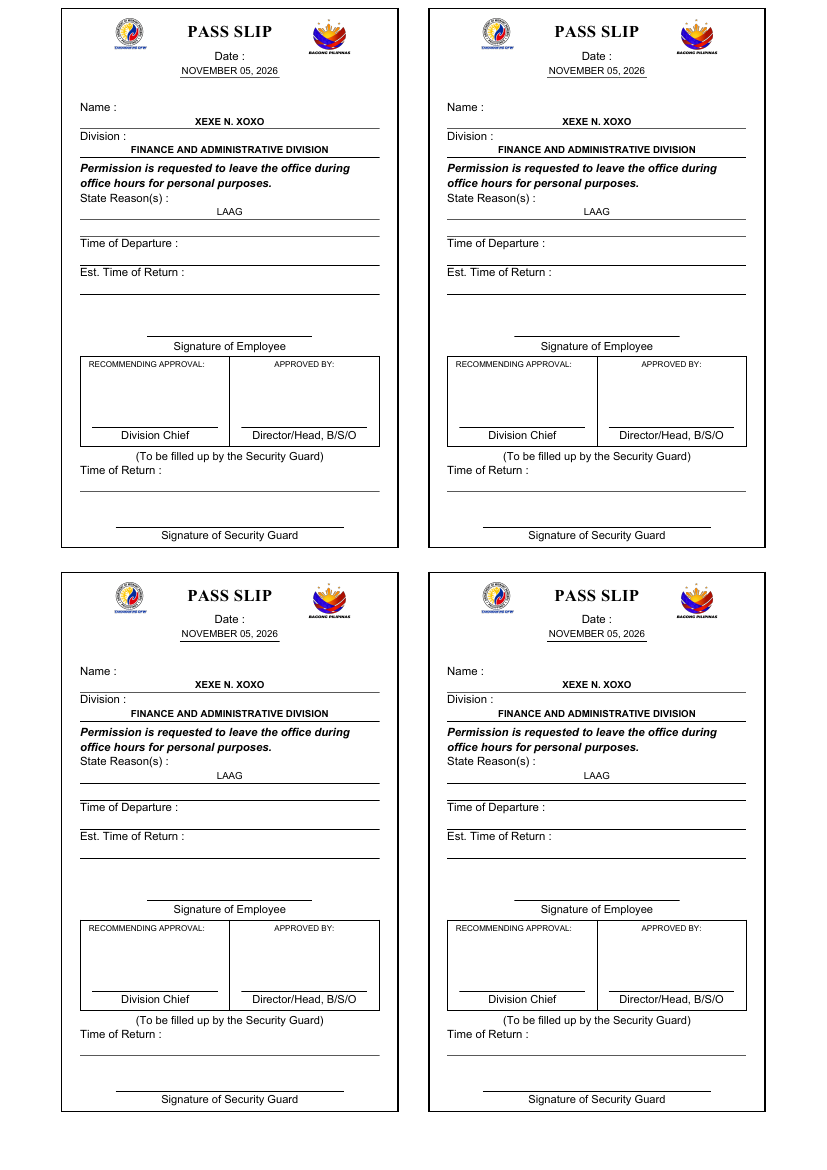 PASS SLIP
BAGONG PILIPINAS
Date :
NOVEMBER 05, 2026
Name :
XEXE N. XOXO
Division :
FINANCE AND ADMINISTRATIVE DIVISION
Permission is requested to leave the office during
office hours for personal purposes.
State Reason(s) :
LAAG
Time of Departure :
Est. Time of Return :
Signature of Employee
RECOMMENDING APPROVAL:
APPROVED BY:
Division Chief
Director/Head, B/S/O
(To be filled up by the Security Guard)
Time of Return :
Signature of Security Guard
PASS SLIP
BAGONG PILIPINAS
Date :
NOVEMBER 05, 2026
Name :
XEXE N. XOXO
Division :
FINANCE AND ADMINISTRATIVE DIVISION
Permission is requested to leave the office during
office hours for personal purposes.
State Reason(s) :
LAAG
Time of Departure :
Est. Time of Return :
Signature of Employee
RECOMMENDING APPROVAL:
APPROVED BY:
Division Chief
Director/Head, B/S/O
(To be filled up by the Security Guard)
Time of Return :
Signature of Security Guard
PASS SLIP
BAGONG PILIPINAS
Date :
NOVEMBER 05, 2026
Name :
XEXE N. XOXO
Division :
FINANCE AND ADMINISTRATIVE DIVISION
Permission is requested to leave the office during
office hours for personal purposes.
State Reason(s) :
LAAG
Time of Departure :
Est. Time of Return :
Signature of Employee
RECOMMENDING APPROVAL:
APPROVED BY:
Division Chief
Director/Head, B/S/O
(To be filled up by the Security Guard)
Time of Return :
Signature of Security Guard
PASS SLIP
BAGONG PILIPINAS
Date :
NOVEMBER 05, 2026
Name :
XEXE N. XOXO
Division :
FINANCE AND ADMINISTRATIVE DIVISION
Permission is requested to leave the office during
office hours for personal purposes.
State Reason(s) :
LAAG
Time of Departure :
Est. Time of Return :
Signature of Employee
RECOMMENDING APPROVAL:
APPROVED BY:
Division Chief
Director/Head, B/S/O
(To be filled up by the Security Guard)
Time of Return :
Signature of Security Guard